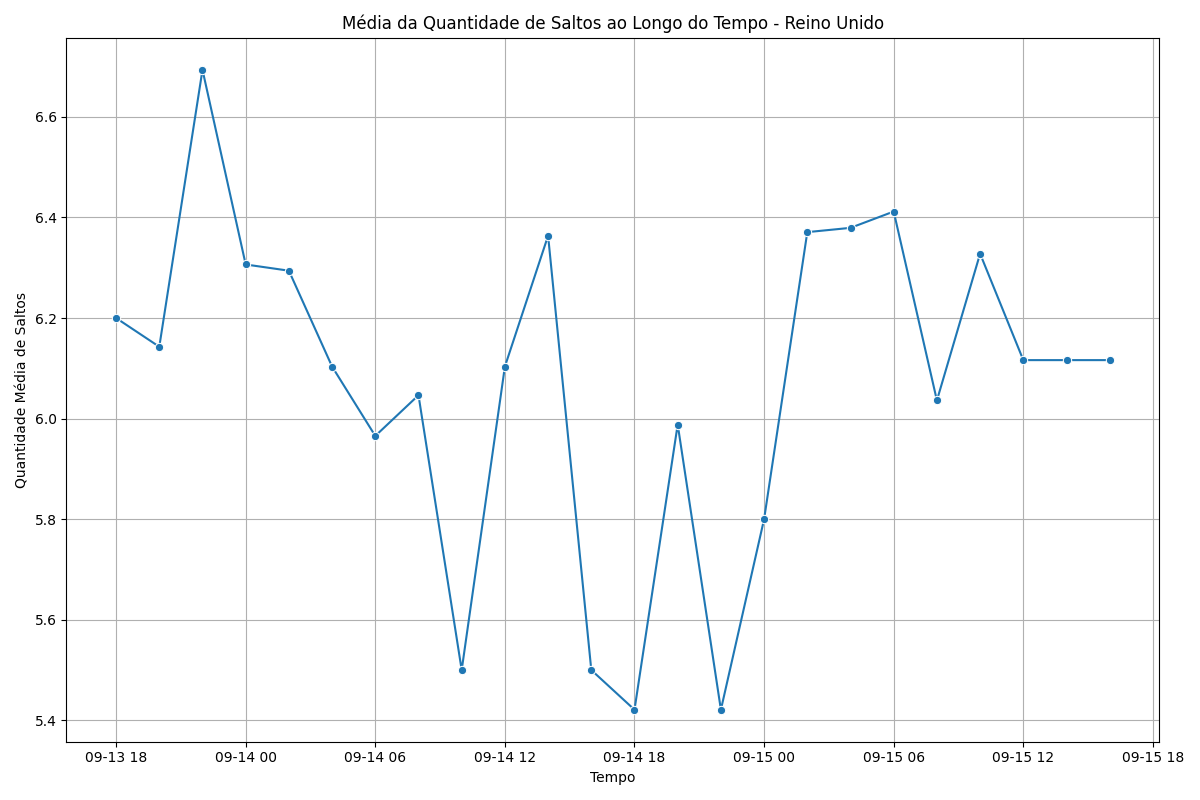 Média da Quantidade de Saltos ao Longo do Tempo - Reino Unido
Quantidade Média de Saltos
6.6
6.4
6.2
6.0
5.8
5.6
5.4
09-13 18 09-14 00 09-14 06 09-14 12 09-14 18 09-15 00 09-15 06 09-15 12 09-15 18
Tempo